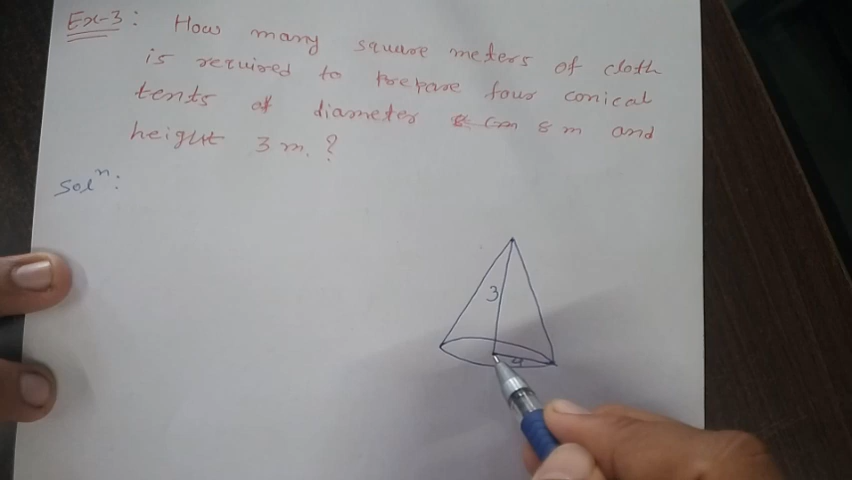 Ex-3: How many square meters of cloth
is required to prepare four conical
tents of diameter 8 m and
height 3 m.?
Solⁿ:
3
4